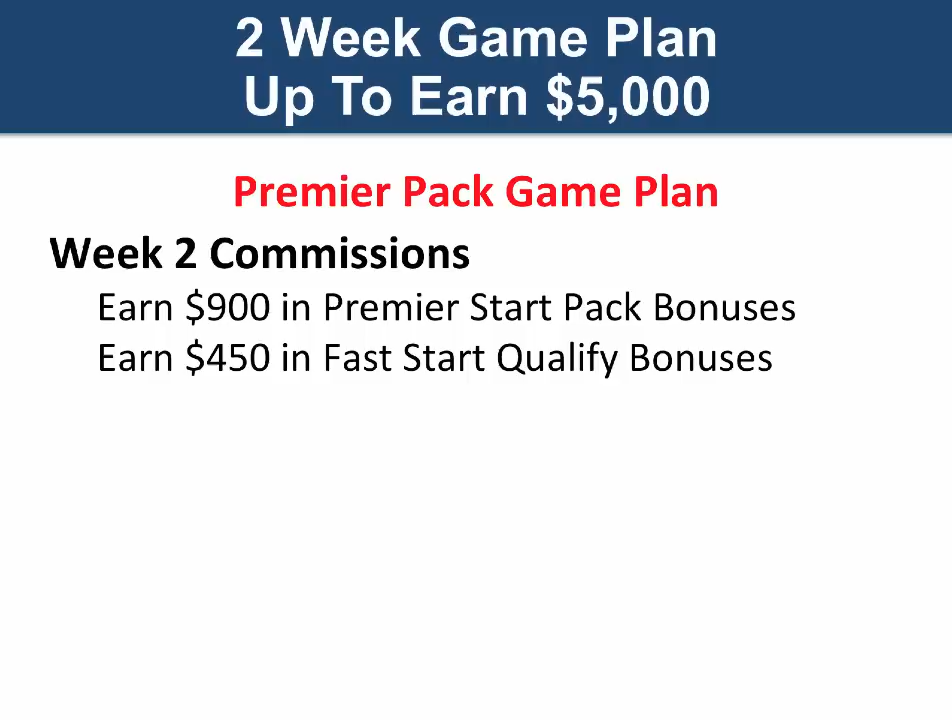 2 Week Game Plan
Up To Earn $5,000
Premier Pack Game Plan
Week 2 Commissions
Earn $900 in Premier Start Pack Bonuses
Earn $450 in Fast Start Qualify Bonuses